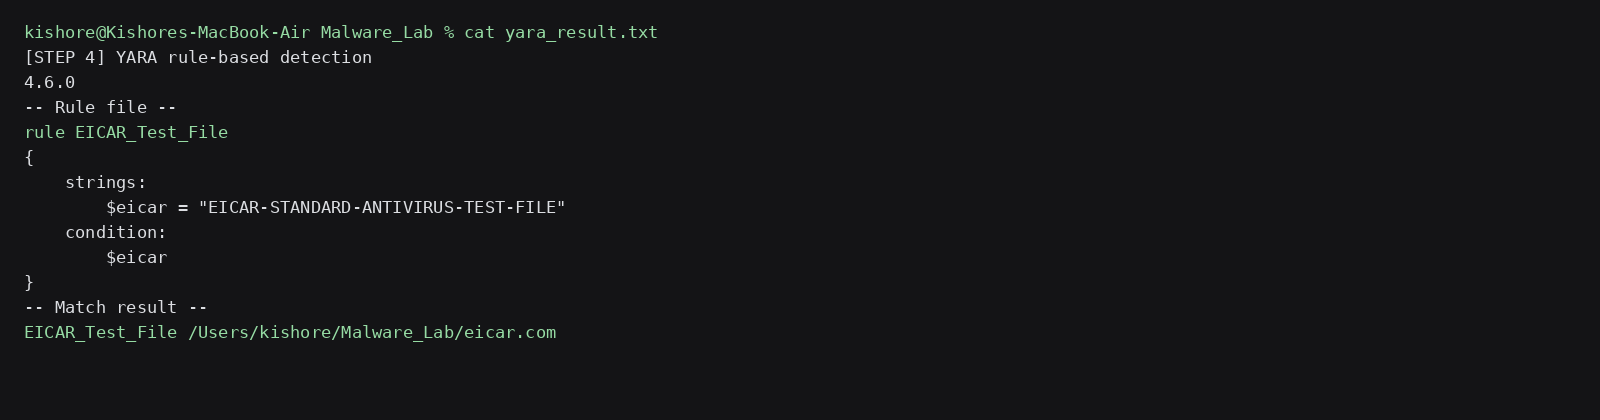 kishore@Kishores-MacBook-Air Malware_Lab % cat yara_result.txt
[STEP 4] YARA rule-based detection
4.6.0
-- Rule file --
rule EICAR_Test_File
{
    strings:
        $eicar = "EICAR-STANDARD-ANTIVIRUS-TEST-FILE"
    condition:
        $eicar
}
-- Match result --
EICAR_Test_File /Users/kishore/Malware_Lab/eicar.com